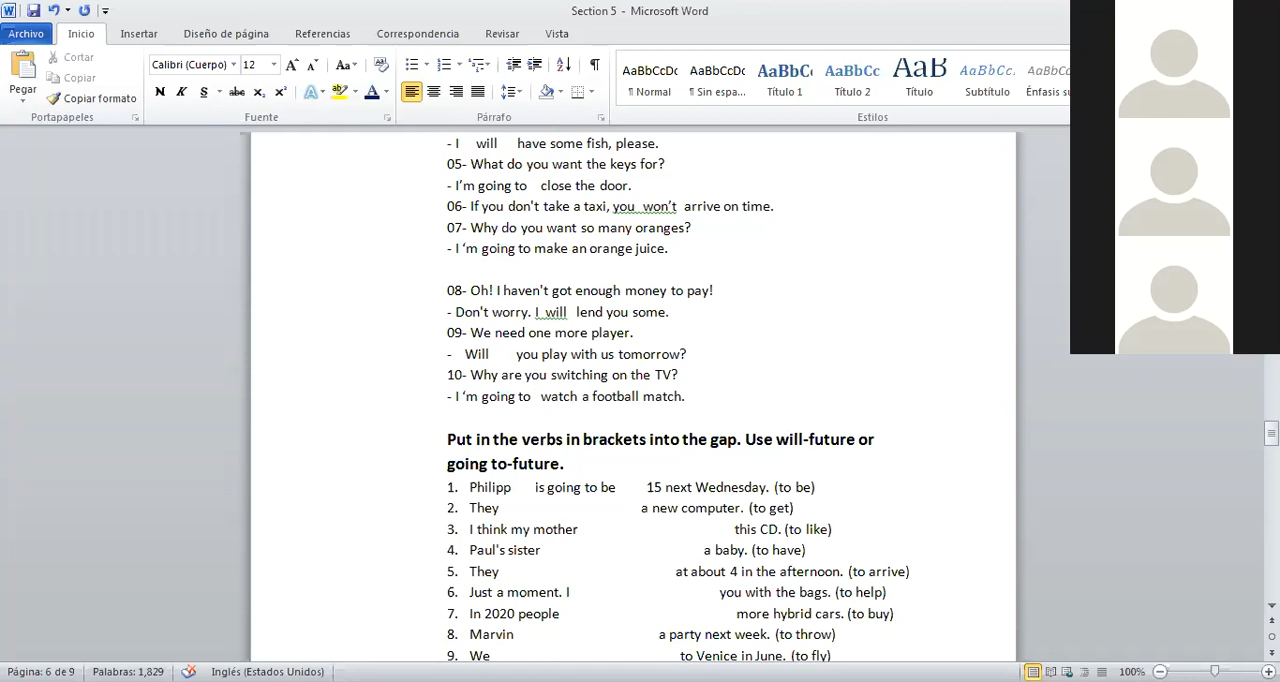 Section 5 - Microsoft Word
Archivo Inicio Insertar Diseño de página Referencias Correspondencia Revisar Vista
Pegar
Cortar
Copiar
Copiar formato
Calibri (Cuerpo) 12
N K S abc x₂ x² A ab A
AaBbCcDc AaBbCcDc AaBbC AaBbCc AaB AaBbCc. AaBbCc
¶ Normal ¶ Sin espa... Título 1 Título 2 Título Subtítulo Énfasis su
Portapapeles Fuente Párrafo Estilos
- I will have some fish, please.
05- What do you want the keys for?
- I'm going to close the door.
06- If you don't take a taxi, you won't arrive on time.
07- Why do you want so many oranges?
- I 'm going to make an orange juice.
08- Oh! I haven't got enough money to pay!
- Don't worry. I will lend you some.
09- We need one more player.
- Will you play with us tomorrow?
10- Why are you switching on the TV?
- I 'm going to watch a football match.
Put in the verbs in brackets into the gap. Use will-future or
going to-future.
1. Philipp is going to be 15 next Wednesday. (to be)
2. They a new computer. (to get)
3. I think my mother this CD. (to like)
4. Paul's sister a baby. (to have)
5. They at about 4 in the afternoon. (to arrive)
6. Just a moment. I you with the bags. (to help)
7. In 2020 people more hybrid cars. (to buy)
8. Marvin a party next week. (to throw)
9. We to Venice in June. (to fly)
Página: 6 de 9 Palabras: 1,829 Inglés (Estados Unidos) 100%